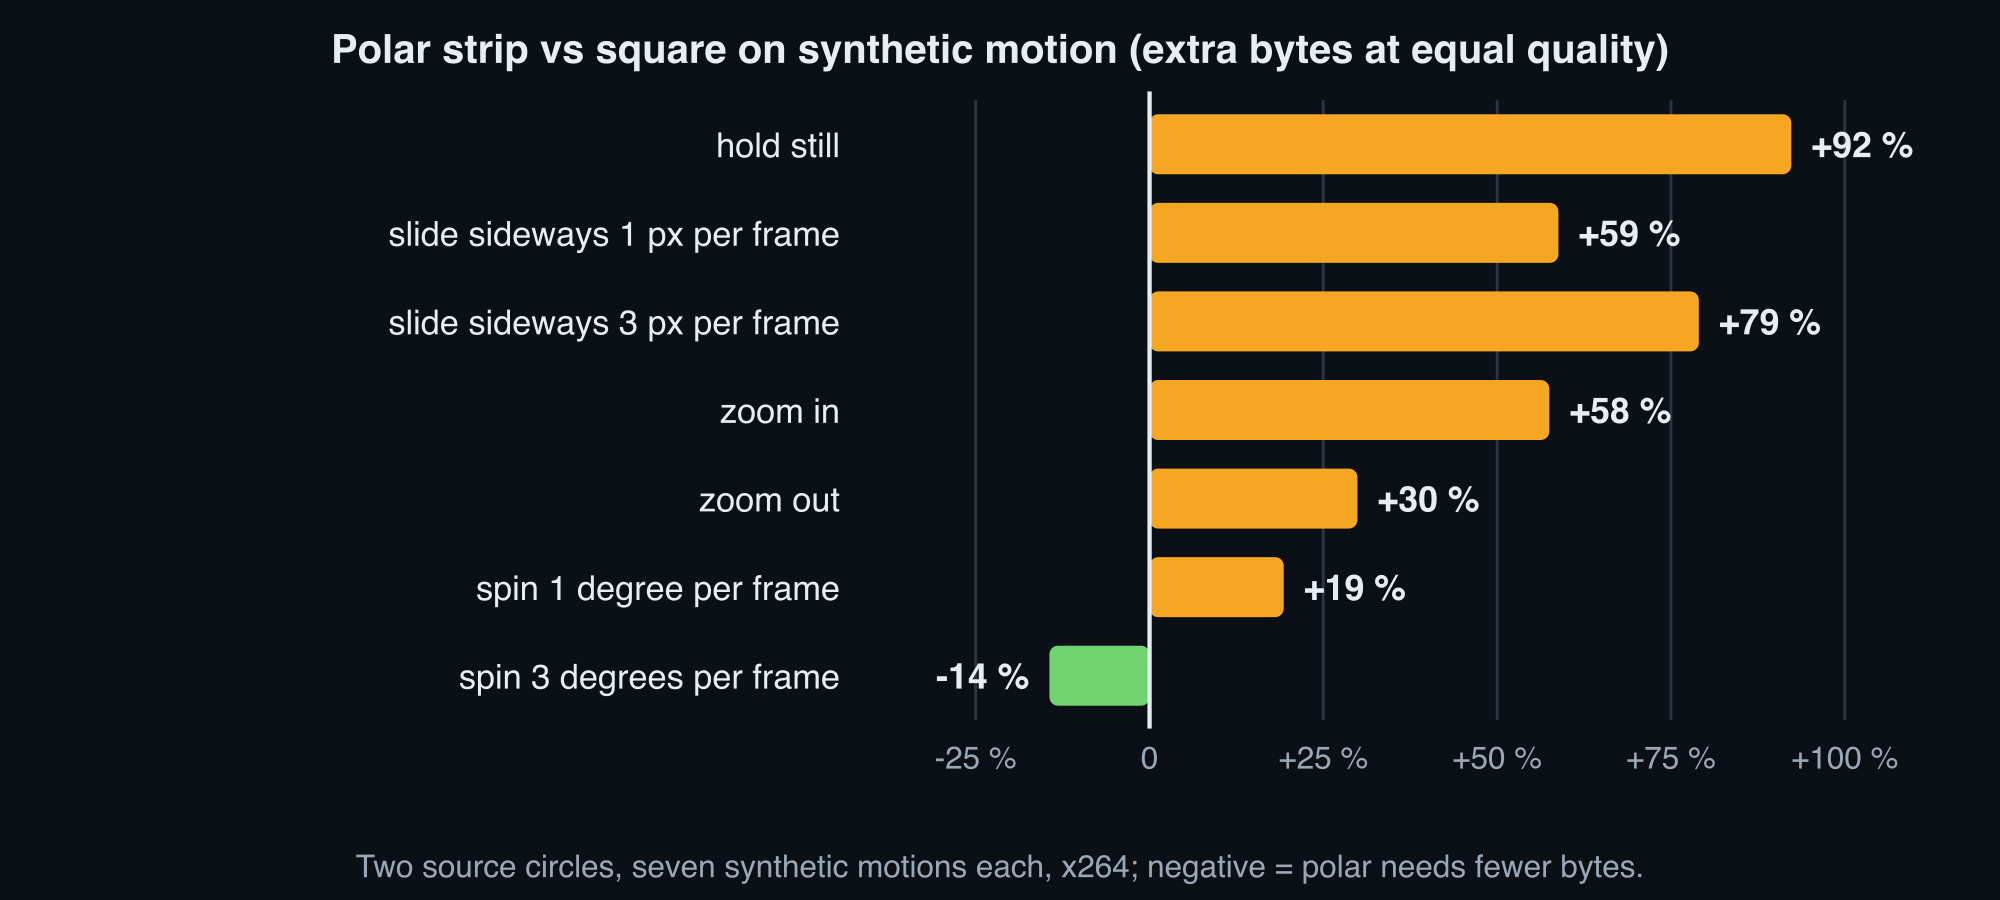 Polar strip vs square on synthetic motion (extra bytes at equal quality)
hold still
+92 %
slide sideways 1 px per frame
+59 %
slide sideways 3 px per frame
+79 %
zoom in
+58 %
zoom out
+30 %
spin 1 degree per frame
+19 %
spin 3 degrees per frame
-14 %
-25 %
0
+25 %
+50 %
+75 %
+100 %
Two source circles, seven synthetic motions each, x264; negative = polar needs fewer bytes.